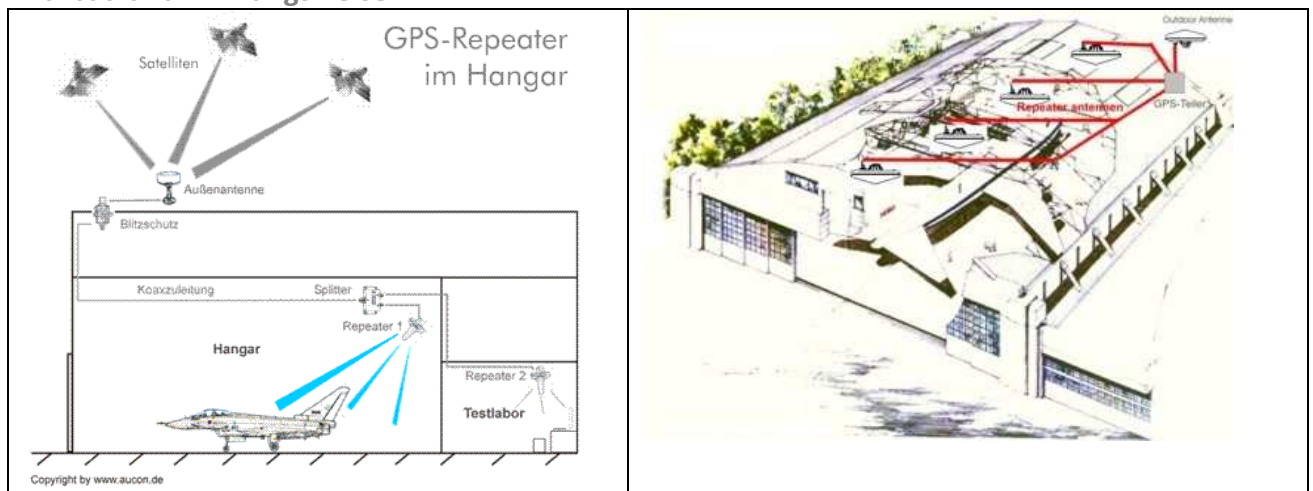 GPS-Repeater
im Hangar
Satelliten
Außenantenne
Blitzschutz
Koaxzuleitung
Splitter
Repeater 1
Hangar
Repeater 2
Testlabor
Copyright by www.aucon.de
Outdoor Antenne
GPS-Teiler
Repeater antennen